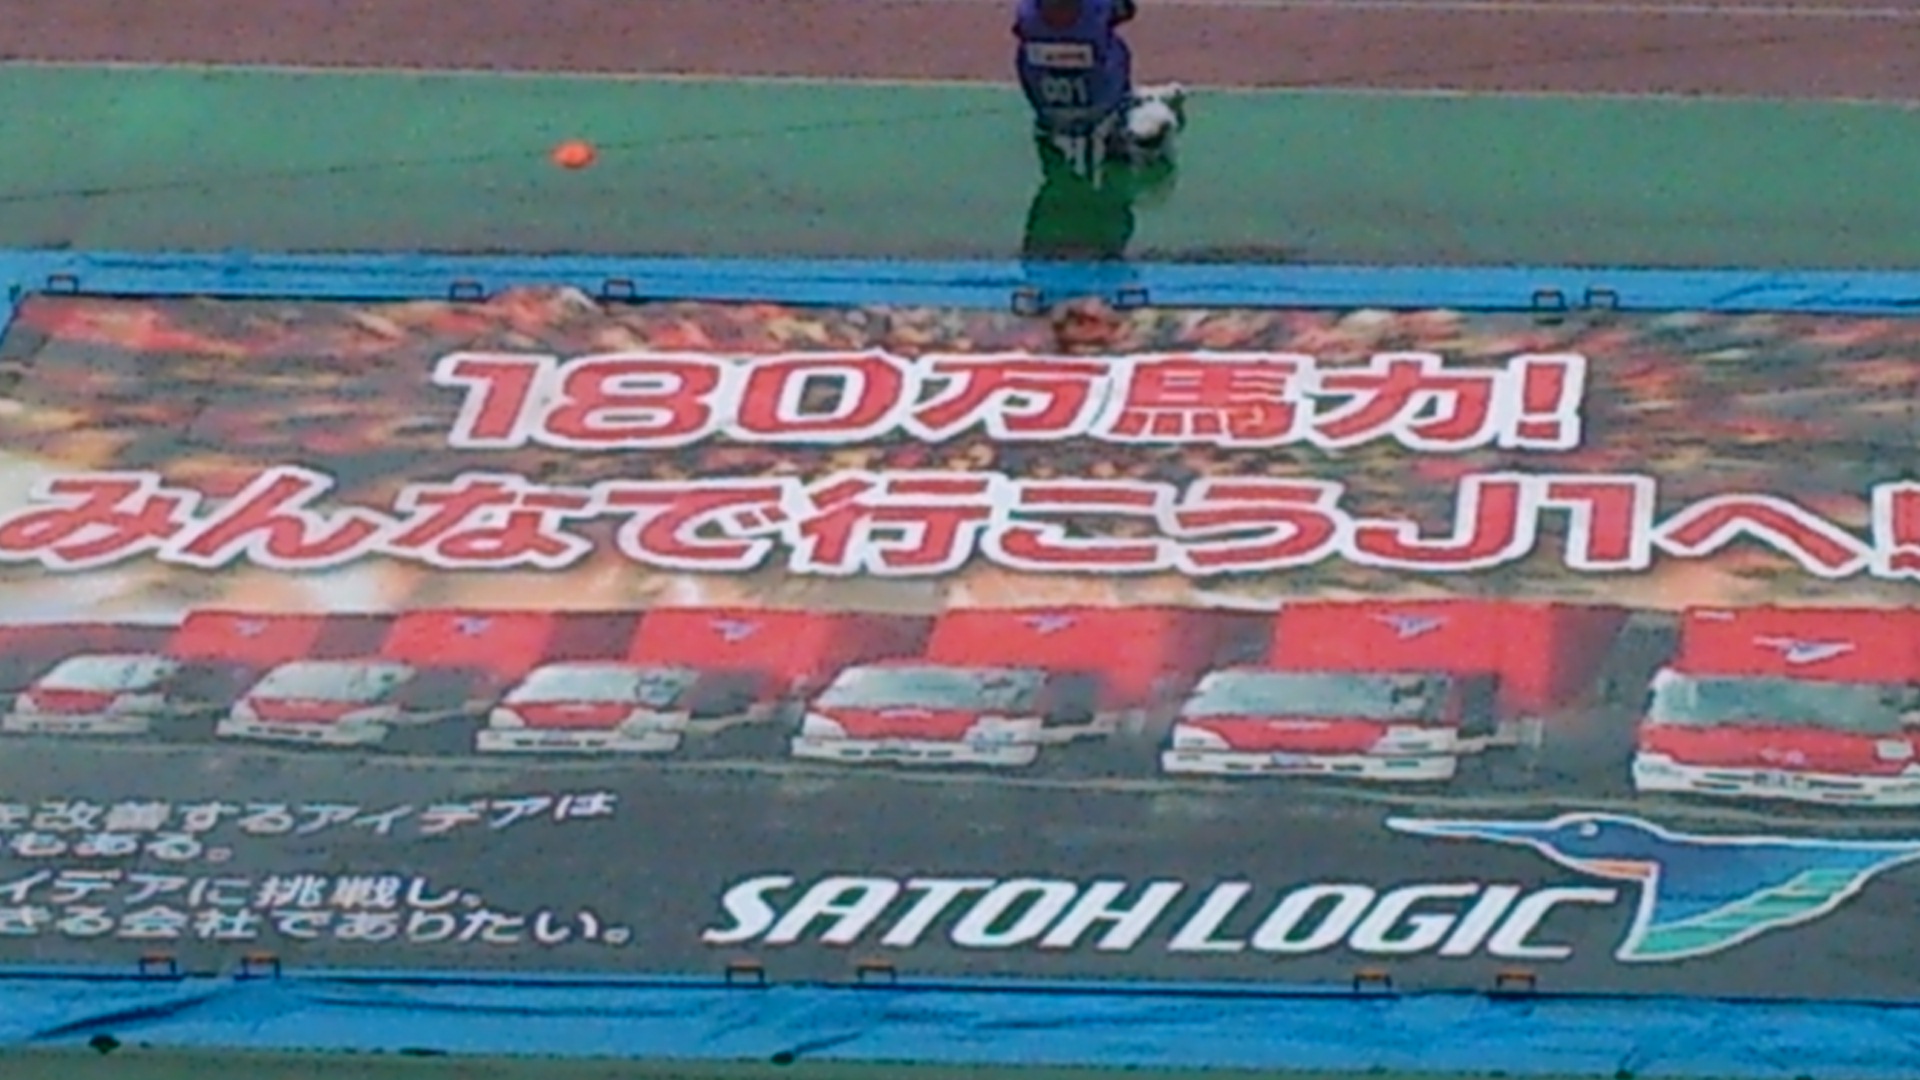 001
180万馬力!
みんなで行こうJ1へ!
を改善するアイデアは
もある。
イデアに挑戦し。
きる会社でありたい。
SATOH LOGIC